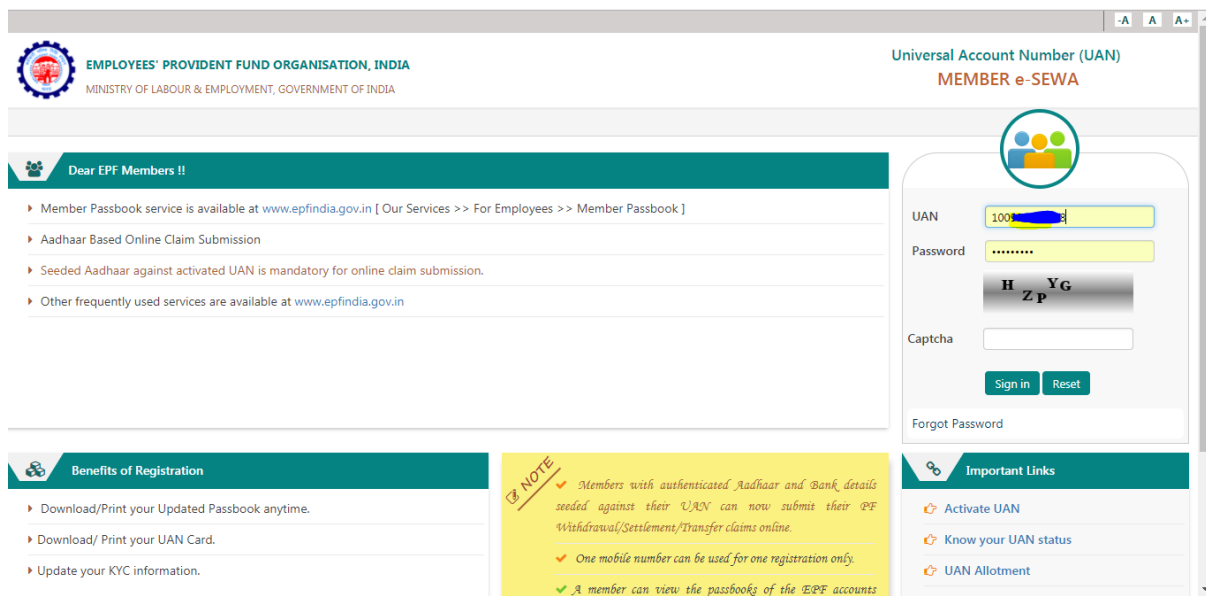 -A A A+
EMPLOYEES' PROVIDENT FUND ORGANISATION, INDIA
MINISTRY OF LABOUR & EMPLOYMENT, GOVERNMENT OF INDIA
Universal Account Number (UAN)
MEMBER e-SEWA
Dear EPF Members !!
Member Passbook service is available at www.epfindia.gov.in [ Our Services >> For Employees >> Member Passbook ]
Aadhaar Based Online Claim Submission
Seeded Aadhaar against activated UAN is mandatory for online claim submission.
Other frequently used services are available at www.epfindia.gov.in
UAN
Password
HZPYG
Captcha
Sign in Reset
Forgot Password
Benefits of Registration
Download/Print your Updated Passbook anytime.
Download/ Print your UAN Card.
Update your KYC information.
NOTE
Members with authenticated Aadhaar and Bank details
seeded against their UAN can now submit their PF
Withdrawal/Settlement/Transfer claims online.
One mobile number can be used for one registration only.
A member can view the passbooks of the EPF accounts
Important Links
Activate UAN
Know your UAN status
UAN Allotment